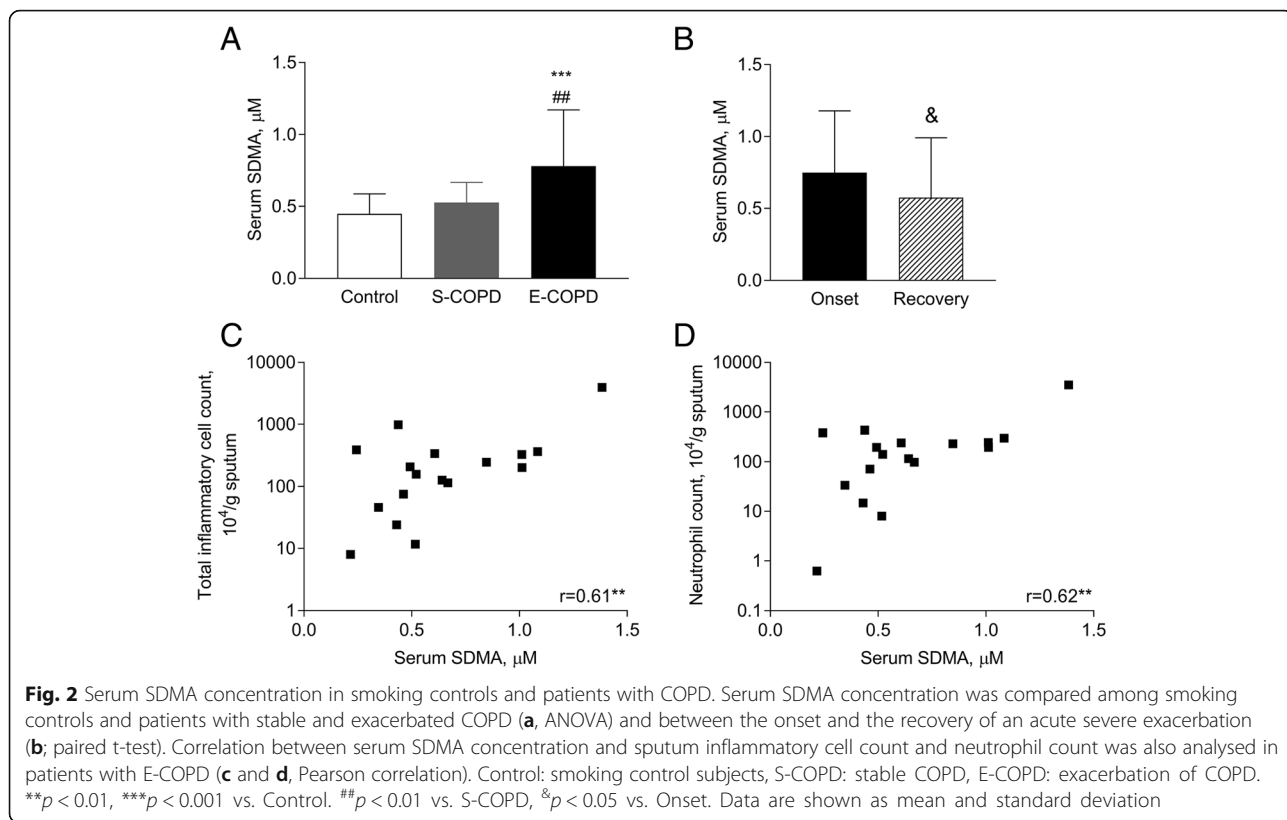 A
Serum SDMA, μM
1.5
1.0
0.5
0.0
***
##
Control
S-COPD
E-COPD
B
Serum SDMA, μM
1.5
1.0
0.5
0.0
&
Onset
Recovery
C
Total inflammatory cell count,
10⁴/g sputum
10000
1000
100
10
1
r=0.61**
0.0
0.5
1.0
1.5
Serum SDMA, μM
D
Neutrophil count, 10⁴/g sputum
10000
1000
100
10
1
0.1
r=0.62**
0.0
0.5
1.0
1.5
Serum SDMA, μM
Fig. 2 Serum SDMA concentration in smoking controls and patients with COPD. Serum SDMA concentration was compared among smoking
controls and patients with stable and exacerbated COPD (a, ANOVA) and between the onset and the recovery of an acute severe exacerbation
(b; paired t-test). Correlation between serum SDMA concentration and sputum inflammatory cell count and neutrophil count was also analysed in
patients with E-COPD (c and d, Pearson correlation). Control: smoking control subjects, S-COPD: stable COPD, E-COPD: exacerbation of COPD.
**p < 0.01, ***p < 0.001 vs. Control. ##p < 0.01 vs. S-COPD, &p < 0.05 vs. Onset. Data are shown as mean and standard deviation